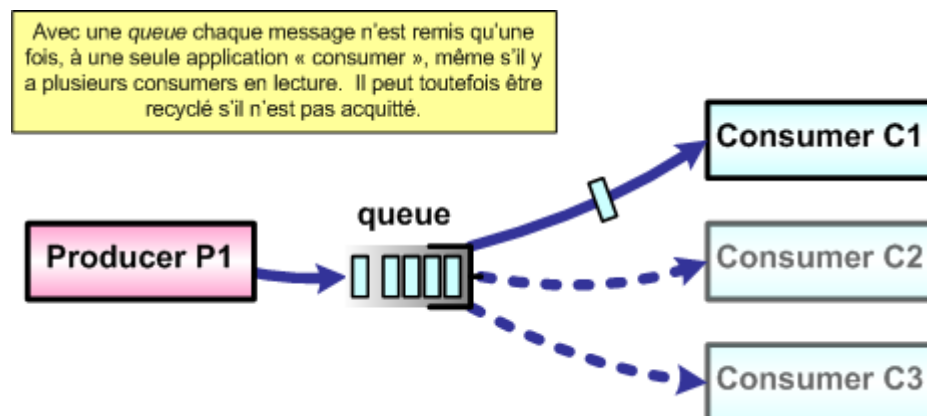 Avec une queue chaque message n'est remis qu'une
fois, à une seule application « consumer », même s'il y
a plusieurs consumers en lecture.  Il peut toutefois être
recyclé s'il n'est pas acquitté.
Consumer C1
queue
Producer P1
Consumer C2
Consumer C3